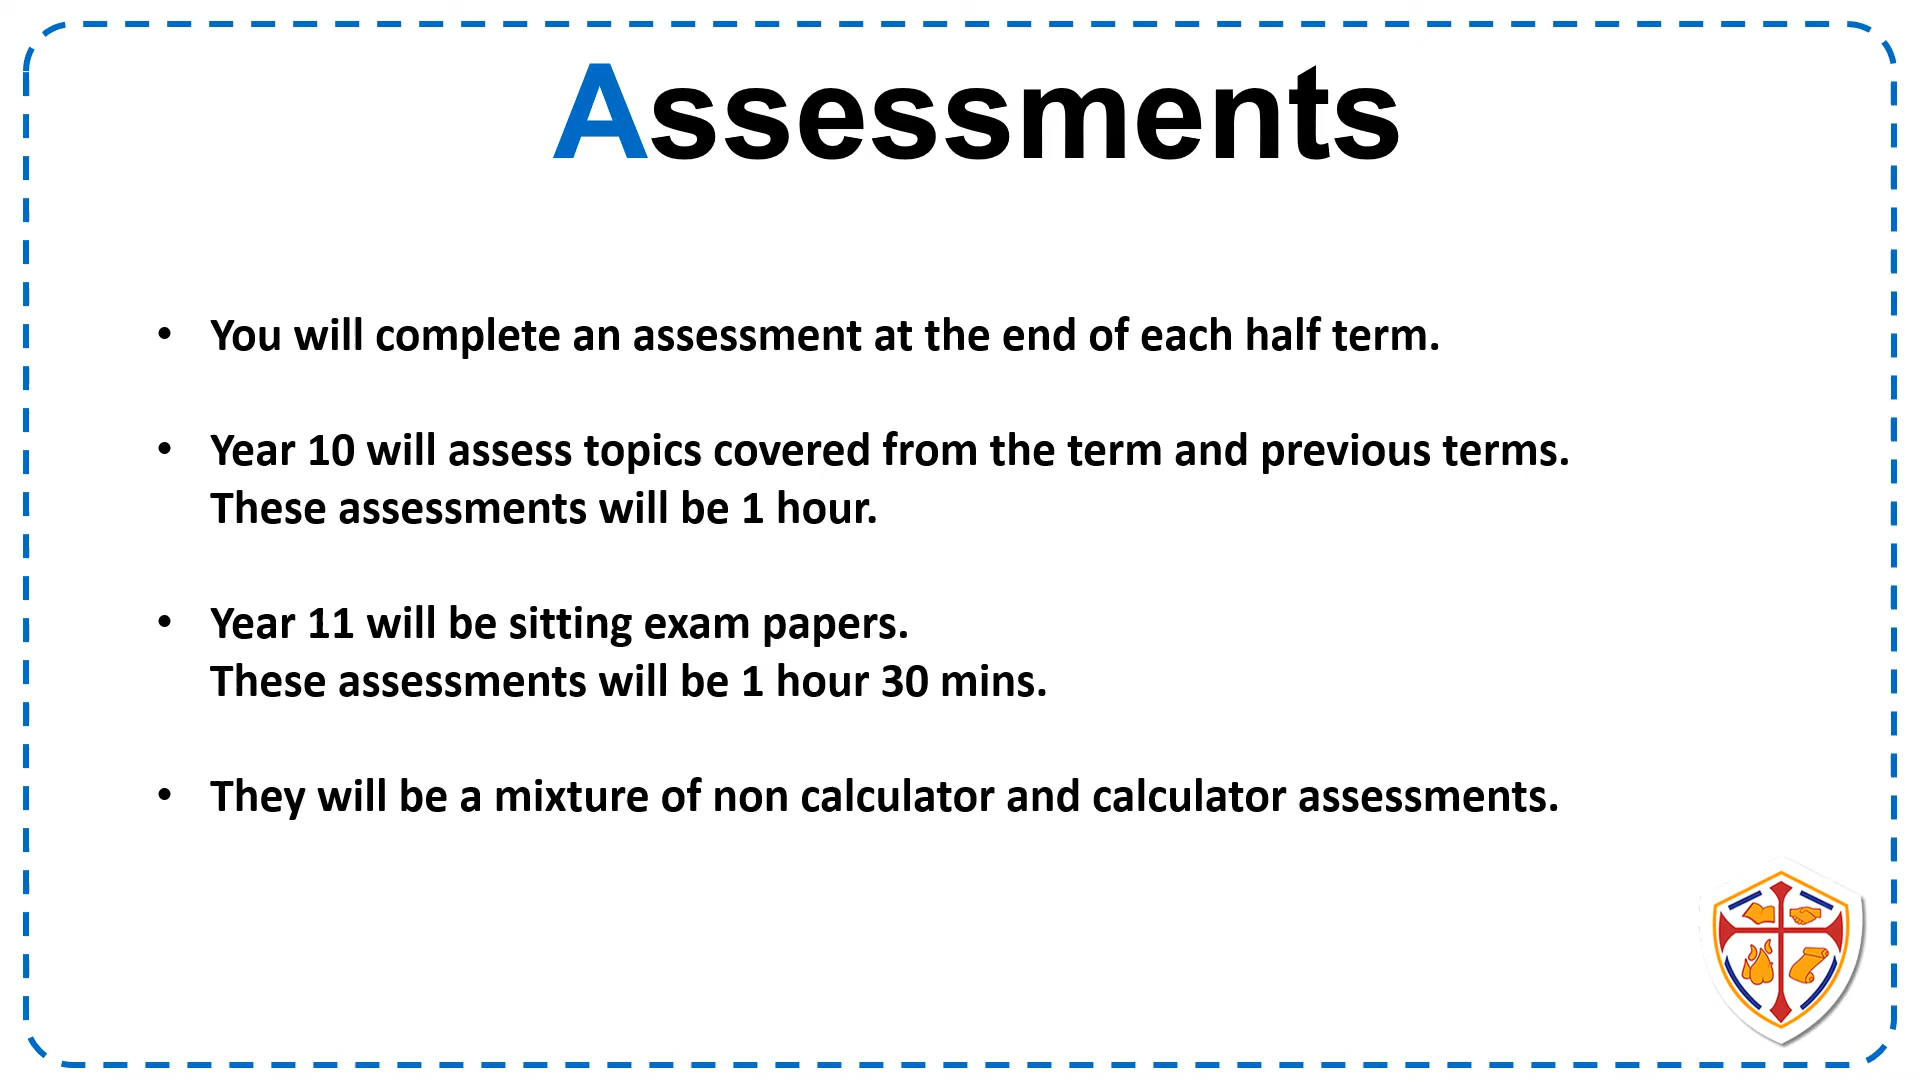 Assessments
• You will complete an assessment at the end of each half term.
• Year 10 will assess topics covered from the term and previous terms.
These assessments will be 1 hour.
• Year 11 will be sitting exam papers.
These assessments will be 1 hour 30 mins.
• They will be a mixture of non calculator and calculator assessments.